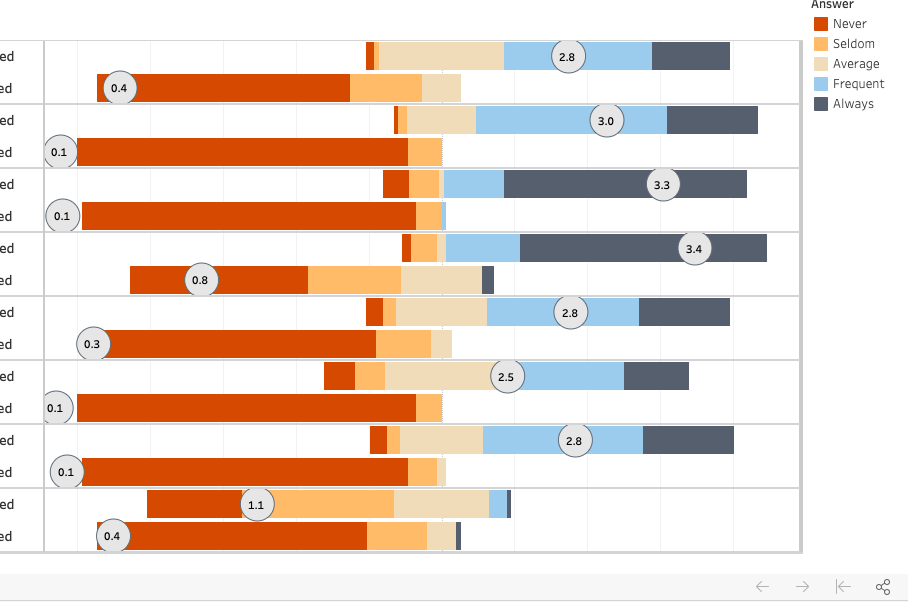 Answer
Never
Seldom
Average
Frequent
Always
ed 2.8
ed 0.4
ed 3.0
ed 0.1
ed 3.3
ed 0.1
ed 3.4
ed 0.8
ed 2.8
ed 0.3
ed 2.5
ed 0.1
ed 2.8
ed 0.1
ed 1.1
ed 0.4